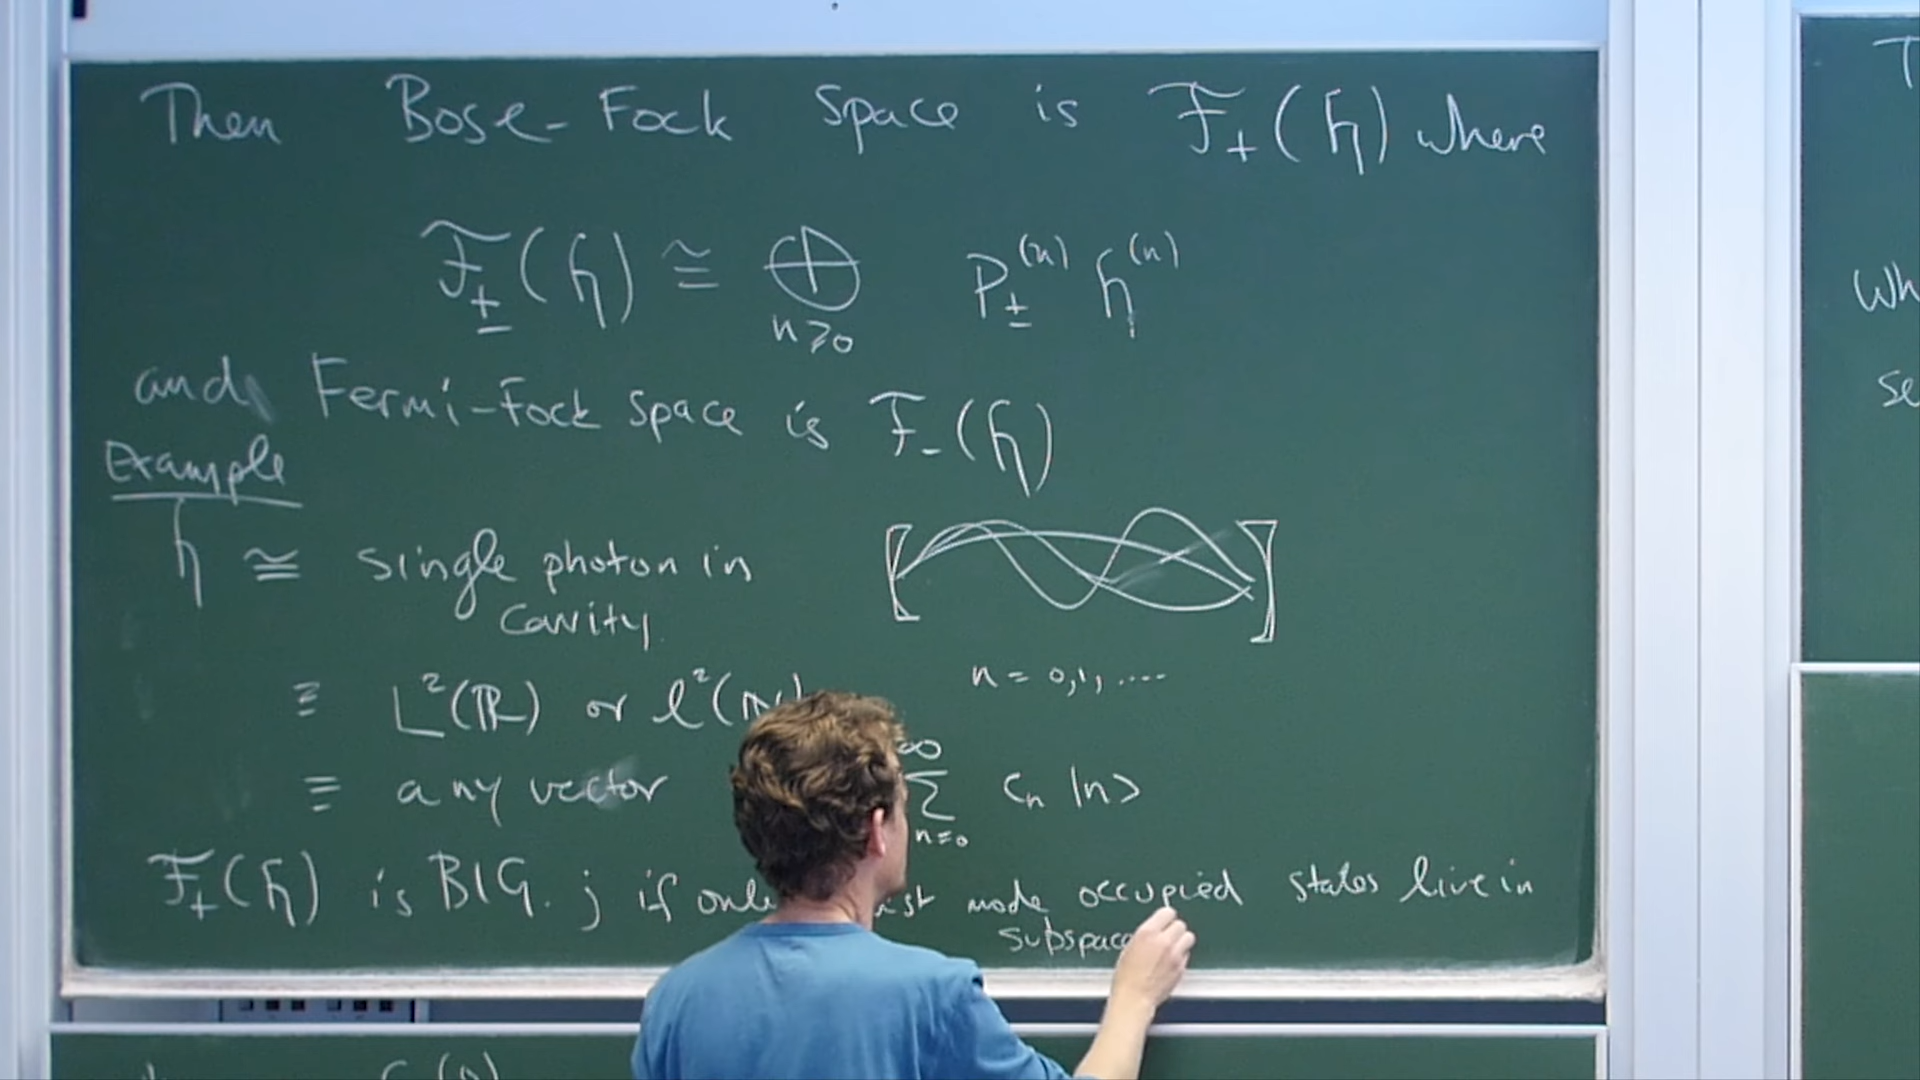 Then Bose-Fock Space is F₊(h) where
F±(h) ≅ ⊕ n≥0 P±⁽ⁿ⁾ h⁽ⁿ⁾
and Fermi-Fock Space is F₋(h)
Example
h ≅ single photon in
cavity.
n = 0,1, ....
≡ L²(ℝ) or l²(ℕ)
≡ any vector ∞ Σ n=0 cₙ |n>
F₊(h) is BIG. ; if only mode occupied states live in
subspace